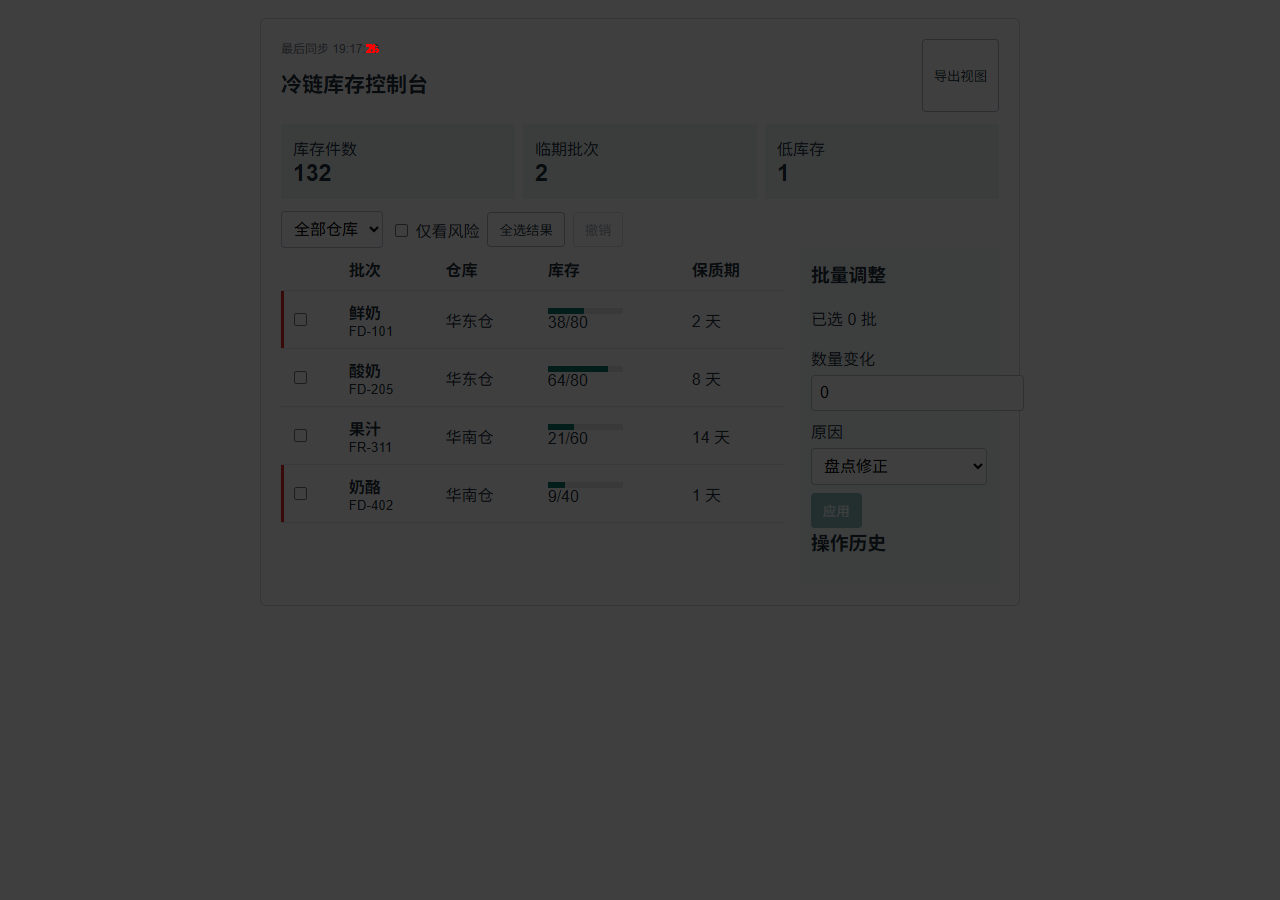 最后同步 19:17:
冷链库存控制台
导出视图
库存件数
132
临期批次
2
低库存
1
全部仓库
仅看风险
全选结果
撤销
批次 仓库 库存 保质期
鲜奶
FD-101
华东仓
38/80
2 天
酸奶
FD-205
华东仓
64/80
8 天
果汁
FR-311
华南仓
21/60
14 天
奶酪
FD-402
华南仓
9/40
1 天
批量调整
已选 0 批
数量变化
0
原因
盘点修正
应用
操作历史